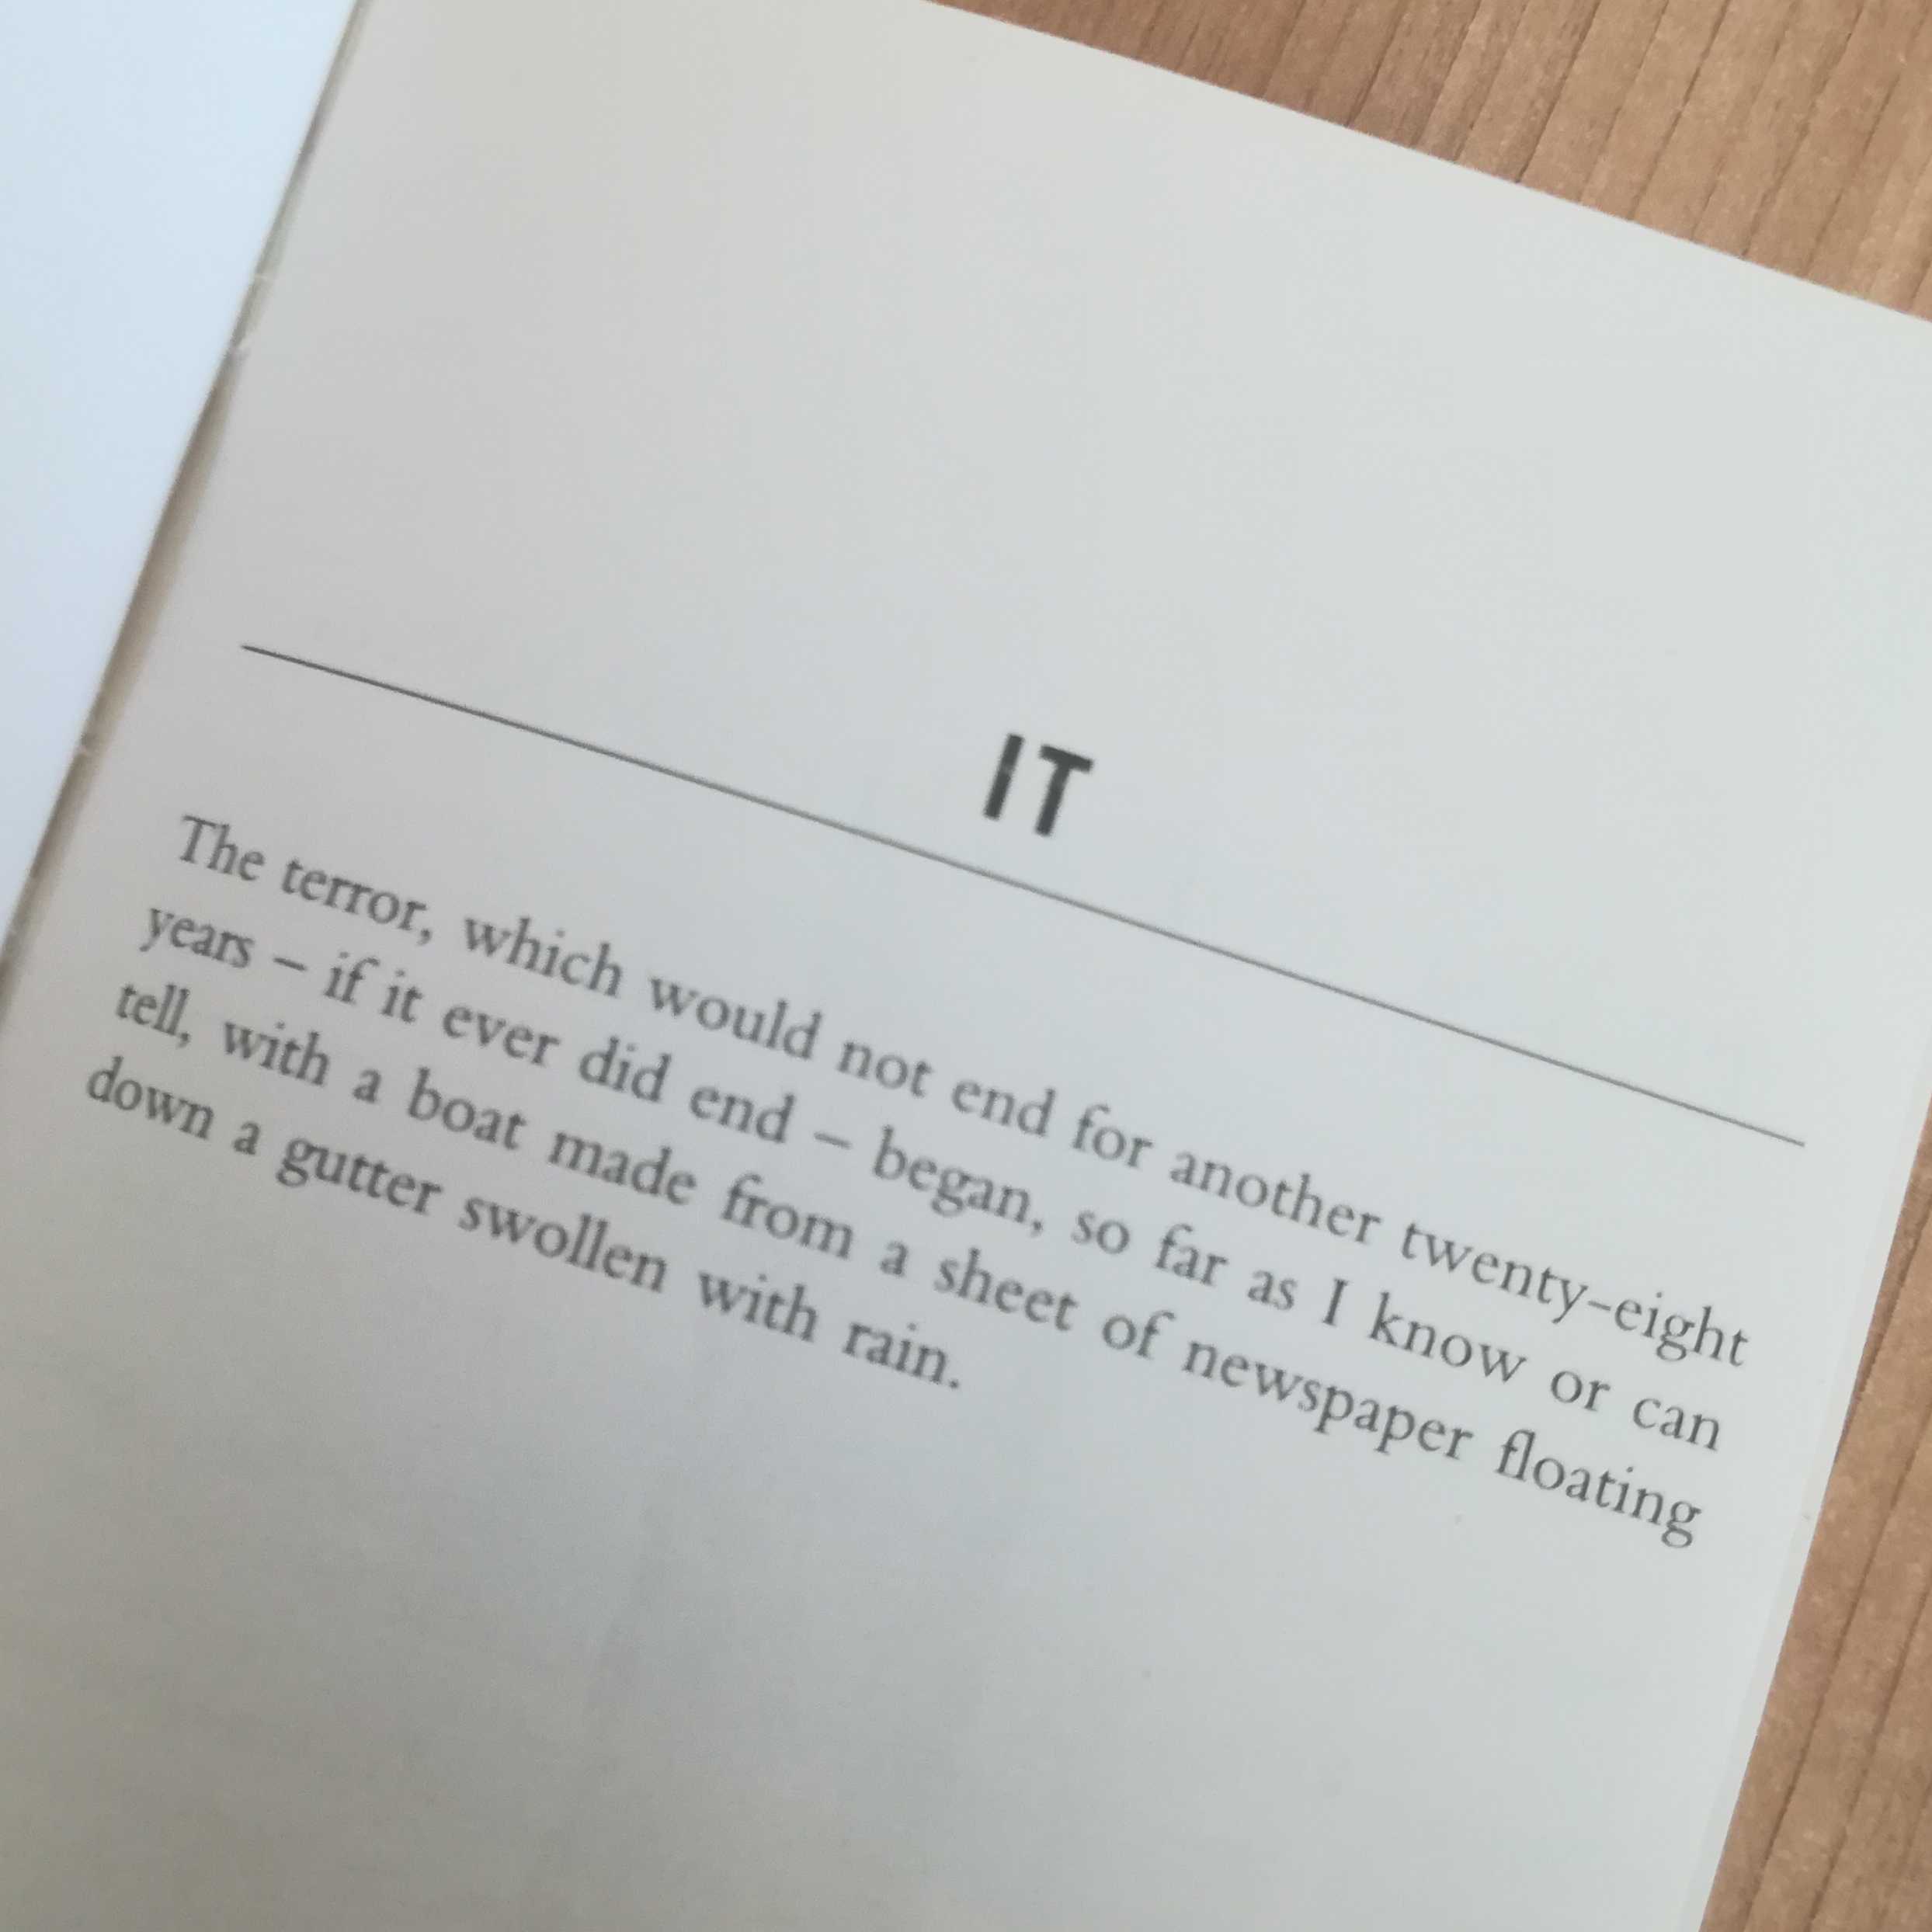 IT
The terror, which would not end for another twenty-eight
years – if it ever did end – began, so far as I know or can
tell, with a boat made from a sheet of newspaper floating
down a gutter swollen with rain.